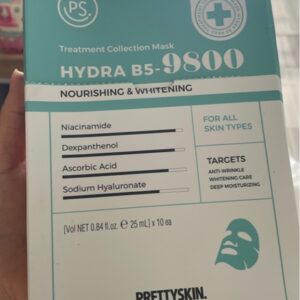 PS.
Treatment Collection Mask
HYDRA B5-9800
NOURISHING & WHITENING
Niacinamide
Dexpanthenol
Ascorbic Acid
Sodium Hyaluronate
FOR ALL
SKIN TYPES
TARGETS
ANTI-WRINKLE
WHITENING CARE
DEEP MOISTURIZING
[Vol NET 0.84 fl.oz. ℮ 25 mL] x 10 ea
PRETTYSKIN.